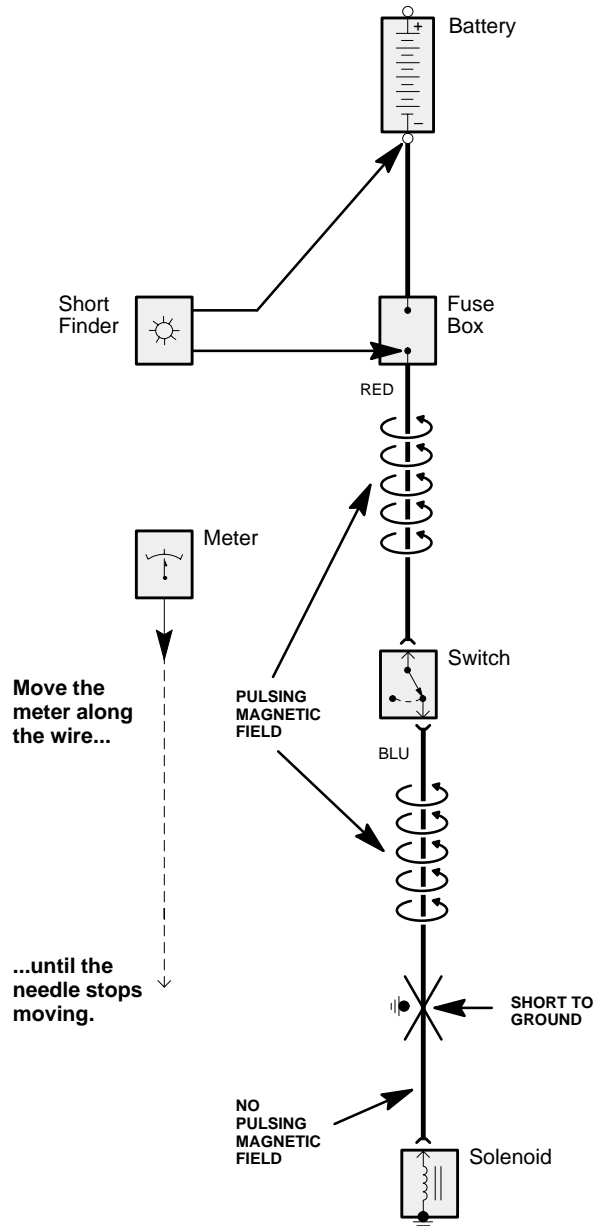 Battery
+
–
Short
Finder
Fuse
Box
RED
Meter
Switch
Move the
meter along
the wire...
PULSING
MAGNETIC
FIELD
BLU
...until the
needle stops
moving.
SHORT TO
GROUND
NO
PULSING
MAGNETIC
FIELD
Solenoid